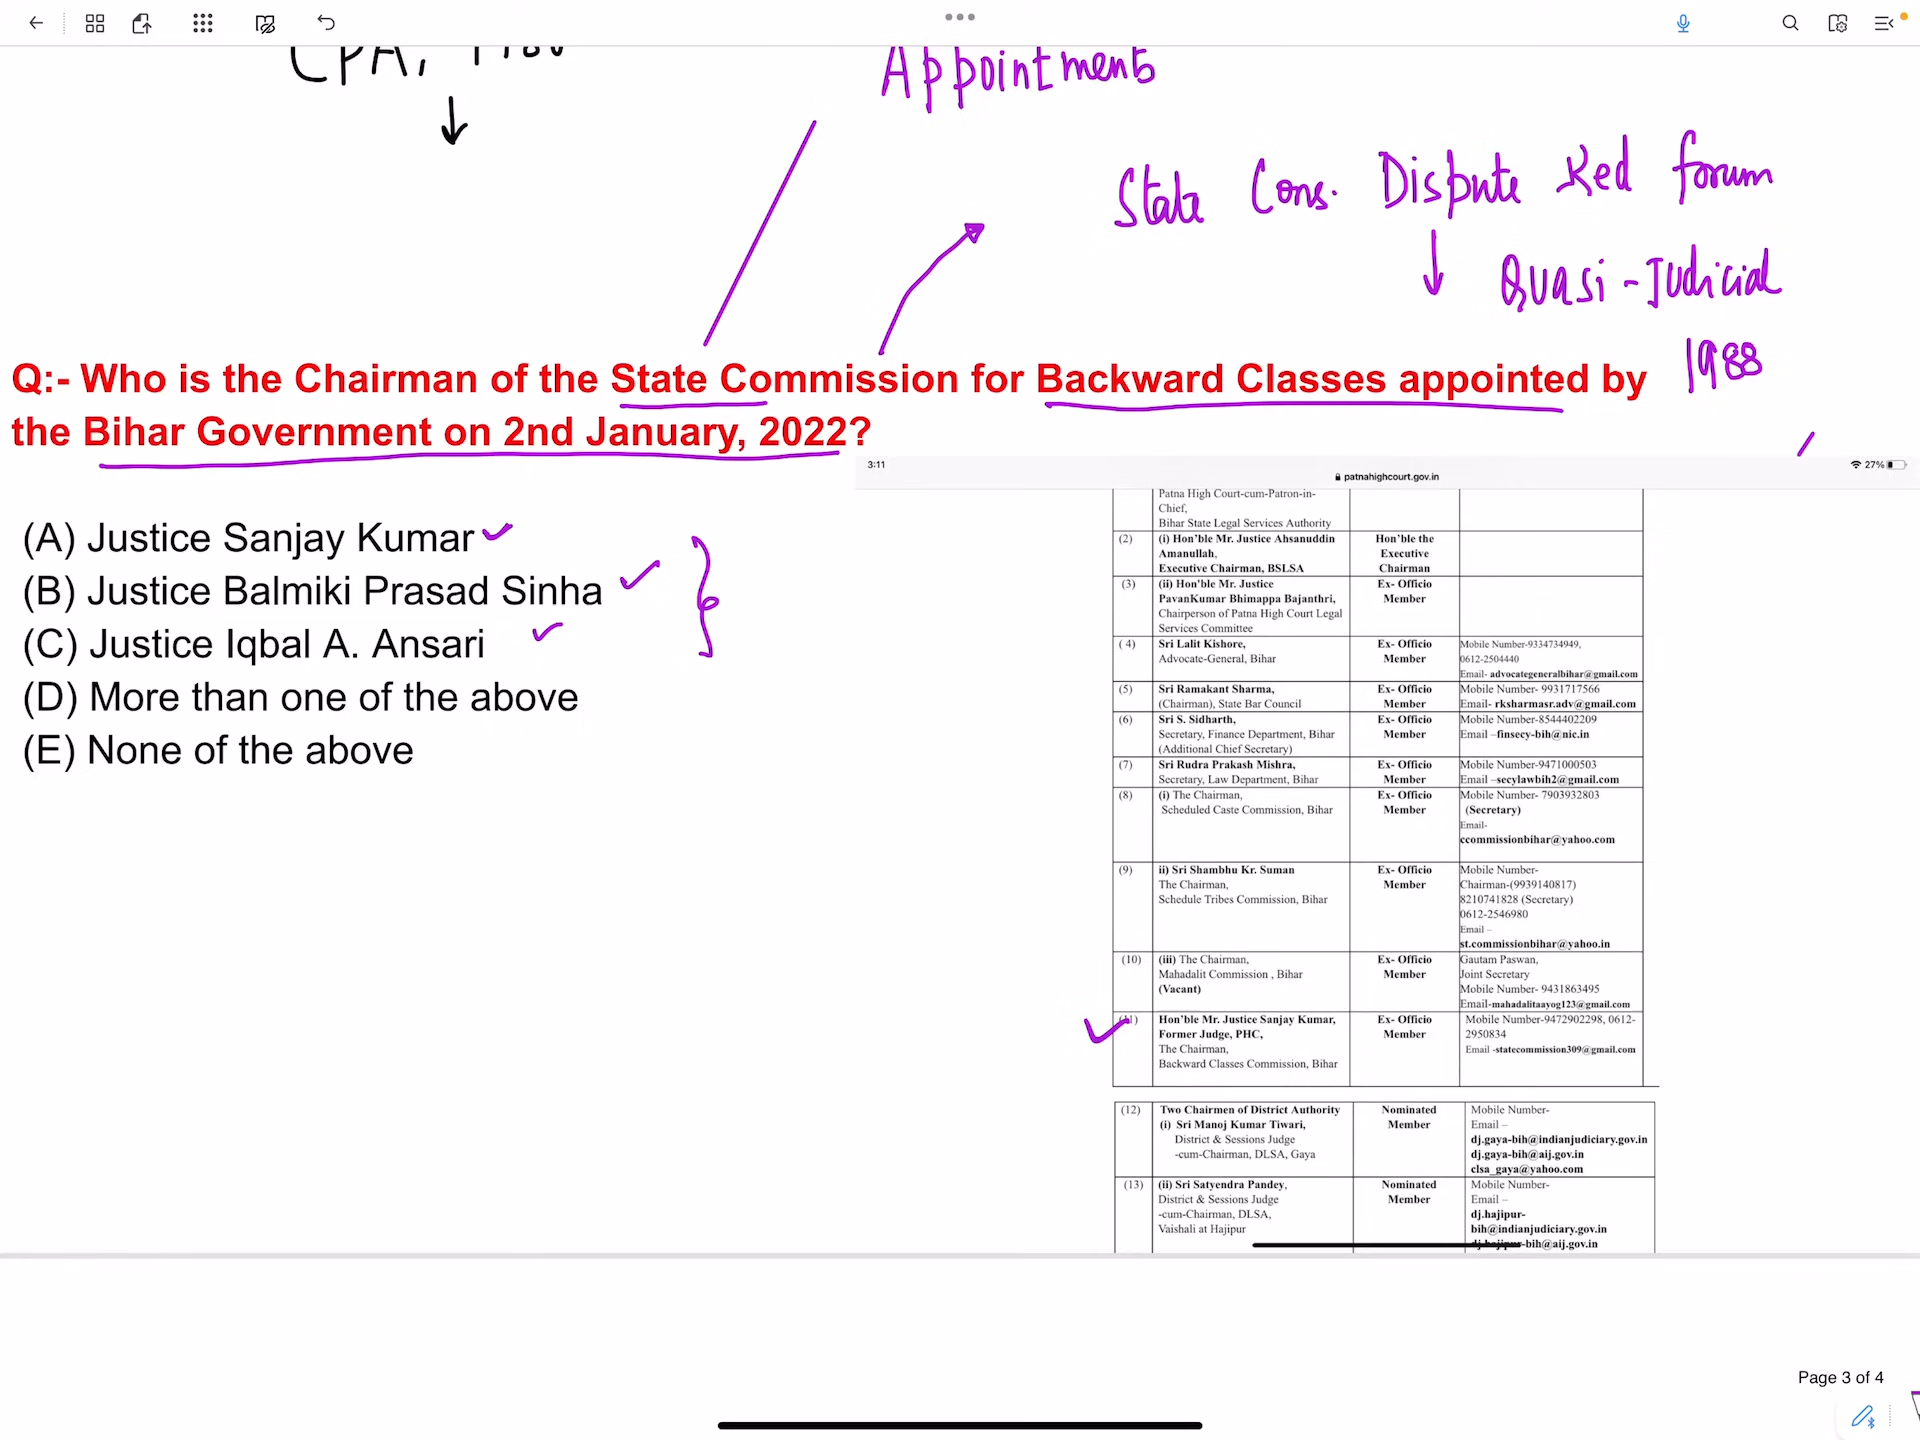 CPA, 1986
Appointments
State Cons. Dispute Red forum
Quasi-Judicial
1988
Q:- Who is the Chairman of the State Commission for Backward Classes appointed by
the Bihar Government on 2nd January, 2022?
(A) Justice Sanjay Kumar
(B) Justice Balmiki Prasad Sinha
(C) Justice Iqbal A. Ansari
(D) More than one of the above
(E) None of the above
3:11
patnahighcourt.gov.in
27%
Patna High Court-cum-Patron-in-
Chief,
Bihar State Legal Services Authority
(2) (i) Hon'ble Mr. Justice Ahsanuddin Hon'ble the
Amanullah, Executive
Executive Chairman, BSLSA Chairman
(3) (ii) Hon'ble Mr. Justice Ex- Officio
PavanKumar Bhimappa Bajanthri, Member
Chairperson of Patna High Court Legal
Services Committee
( 4) Sri Lalit Kishore, Ex- Officio Mobile Number-9334734949,
Advocate-General, Bihar Member 0612-2504440
Email- advocategeneralbihar@gmail.com
(5) Sri Ramakant Sharma, Ex- Officio Mobile Number- 9931717566
(Chairman), State Bar Council Member Email- rksharmasr.adv@gmail.com
(6) Sri S. Sidharth, Ex- Officio Mobile Number-8544402209
Secretary, Finance Department, Bihar Member Email –finsecy-bih@nic.in
(Additional Chief Secretary)
(7) Sri Rudra Prakash Mishra, Ex- Officio Mobile Number-9471000503
Secretary, Law Department, Bihar Member Email –secylawbih2@gmail.com
(8) (i) The Chairman, Ex- Officio Mobile Number- 7903932803
Scheduled Caste Commission, Bihar Member (Secretary)
Email-
ccommissionbihar@yahoo.com
(9) ii) Sri Shambhu Kr. Suman Ex- Officio Mobile Number-
The Chairman, Member Chairman-(9939140817)
Schedule Tribes Commission, Bihar 8210741828 (Secretary)
0612-2546980
Email –
st.commissionbihar@yahoo.in
(10) (iii) The Chairman, Ex- Officio Gautam Paswan,
Mahadalit Commission , Bihar Member Joint Secretary
(Vacant) Mobile Number- 9431863495
Email-mahadalitaayog123@gmail.com
(11) Hon'ble Mr. Justice Sanjay Kumar, Ex- Officio Mobile Number-9472902298, 0612-
Former Judge, PHC, Member 2950834
The Chairman, Email -statecommission309@gmail.com
Backward Classes Commission, Bihar
(12) Two Chairmen of District Authority Nominated Mobile Number-
(i) Sri Manoj Kumar Tiwari, Member Email –
District & Sessions Judge dj.gaya-bih@indianjudiciary.gov.in
-cum-Chairman, DLSA, Gaya dj.gaya-bih@aij.gov.in
clsa_gaya@yahoo.com
(13) (ii) Sri Satyendra Pandey, Nominated Mobile Number-
District & Sessions Judge Member Email –
-cum-Chairman, DLSA, dj.hajipur-
Vaishali at Hajipur bih@indianjudiciary.gov.in
dj.hajipur-bih@aij.gov.in
Page 3 of 4